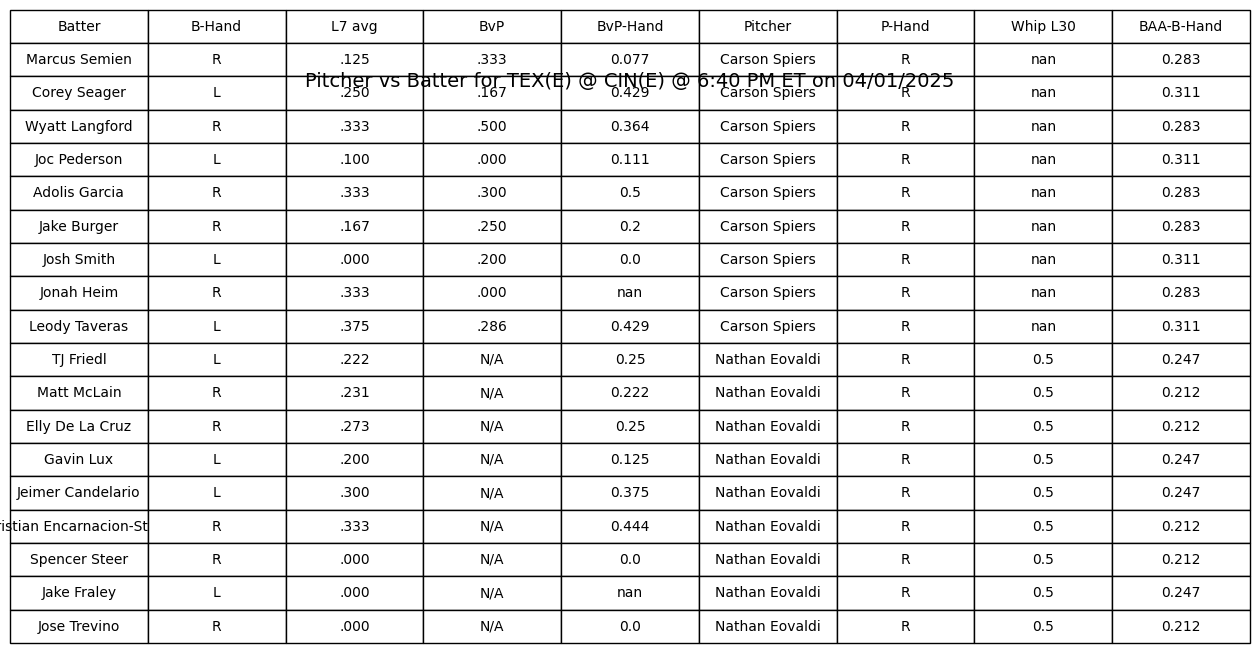 Batter B-Hand L7 avg BvP BvP-Hand Pitcher P-Hand Whip L30 BAA-B-Hand
Marcus Semien R .125 .333 0.077 Carson Spiers R nan 0.283
Pitcher vs Batter for TEX(E) @ CIN(E) @ 6:40 PM ET on 04/01/2025
Corey Seager L .250 .167 0.429 Carson Spiers R nan 0.311
Wyatt Langford R .333 .500 0.364 Carson Spiers R nan 0.283
Joc Pederson L .100 .000 0.111 Carson Spiers R nan 0.311
Adolis Garcia R .333 .300 0.5 Carson Spiers R nan 0.283
Jake Burger R .167 .250 0.2 Carson Spiers R nan 0.283
Josh Smith L .000 .200 0.0 Carson Spiers R nan 0.311
Jonah Heim R .333 .000 nan Carson Spiers R nan 0.283
Leody Taveras L .375 .286 0.429 Carson Spiers R nan 0.311
TJ Friedl L .222 N/A 0.25 Nathan Eovaldi R 0.5 0.247
Matt McLain R .231 N/A 0.222 Nathan Eovaldi R 0.5 0.212
Elly De La Cruz R .273 N/A 0.25 Nathan Eovaldi R 0.5 0.212
Gavin Lux L .200 N/A 0.125 Nathan Eovaldi R 0.5 0.247
Jeimer Candelario L .300 N/A 0.375 Nathan Eovaldi R 0.5 0.247
istian Encarnacion-St R .333 N/A 0.444 Nathan Eovaldi R 0.5 0.212
Spencer Steer R .000 N/A 0.0 Nathan Eovaldi R 0.5 0.212
Jake Fraley L .000 N/A nan Nathan Eovaldi R 0.5 0.247
Jose Trevino R .000 N/A 0.0 Nathan Eovaldi R 0.5 0.212